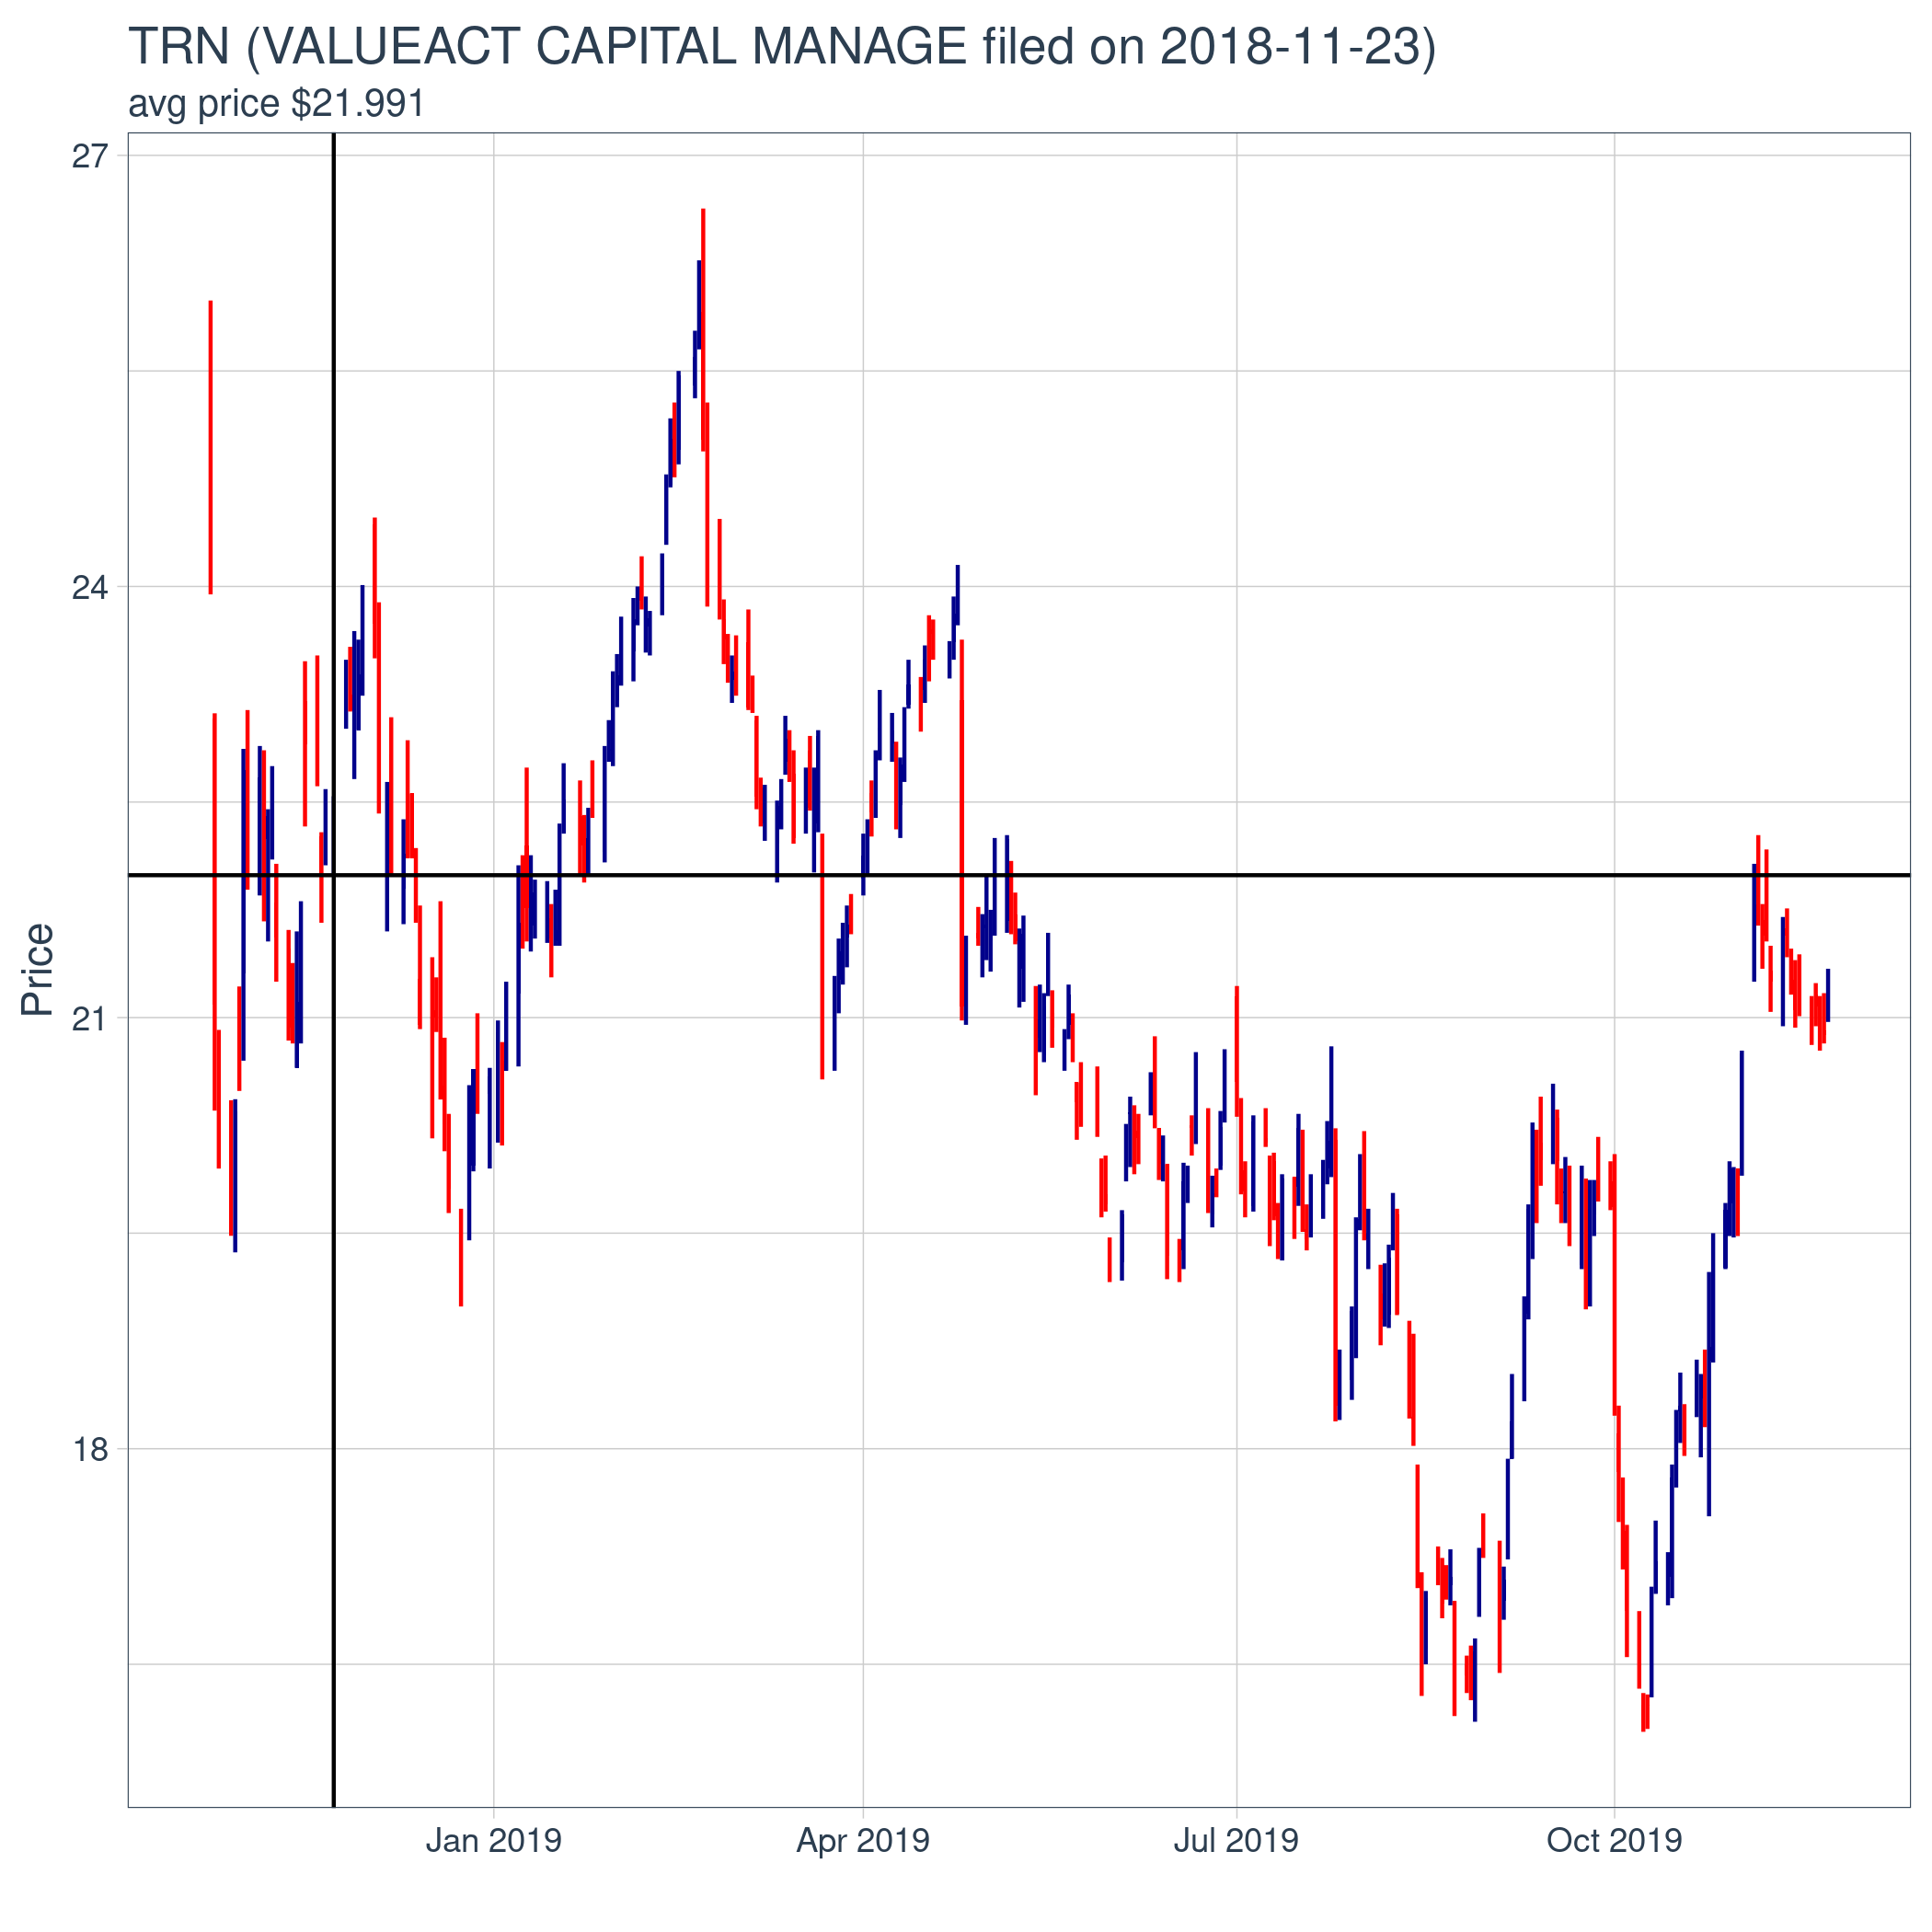 TRN (VALUEACT CAPITAL MANAGE filed on 2018-11-23)
avg price $21.991
27
24
21
18
Price
Jan 2019
Apr 2019
Jul 2019
Oct 2019